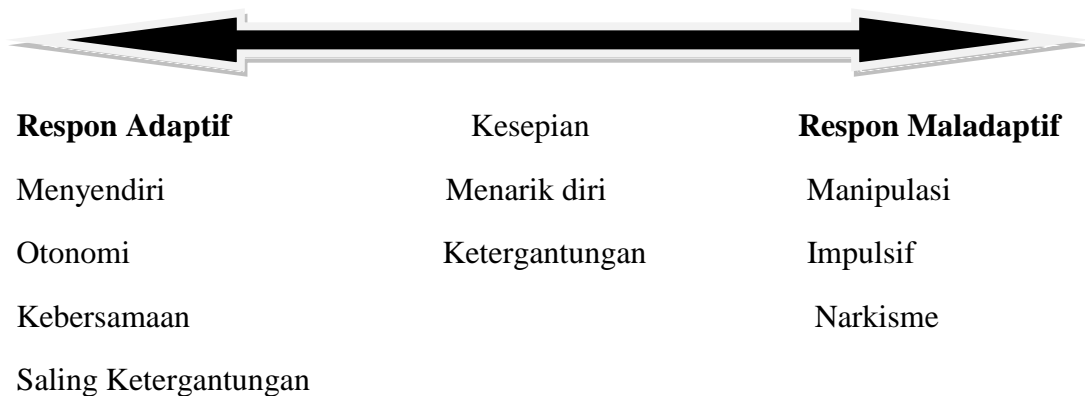 Respon Adaptif Kesepian Respon Maladaptif
Menyendiri Menarik diri Manipulasi
Otonomi Ketergantungan Impulsif
Kebersamaan Narkisme
Saling Ketergantungan